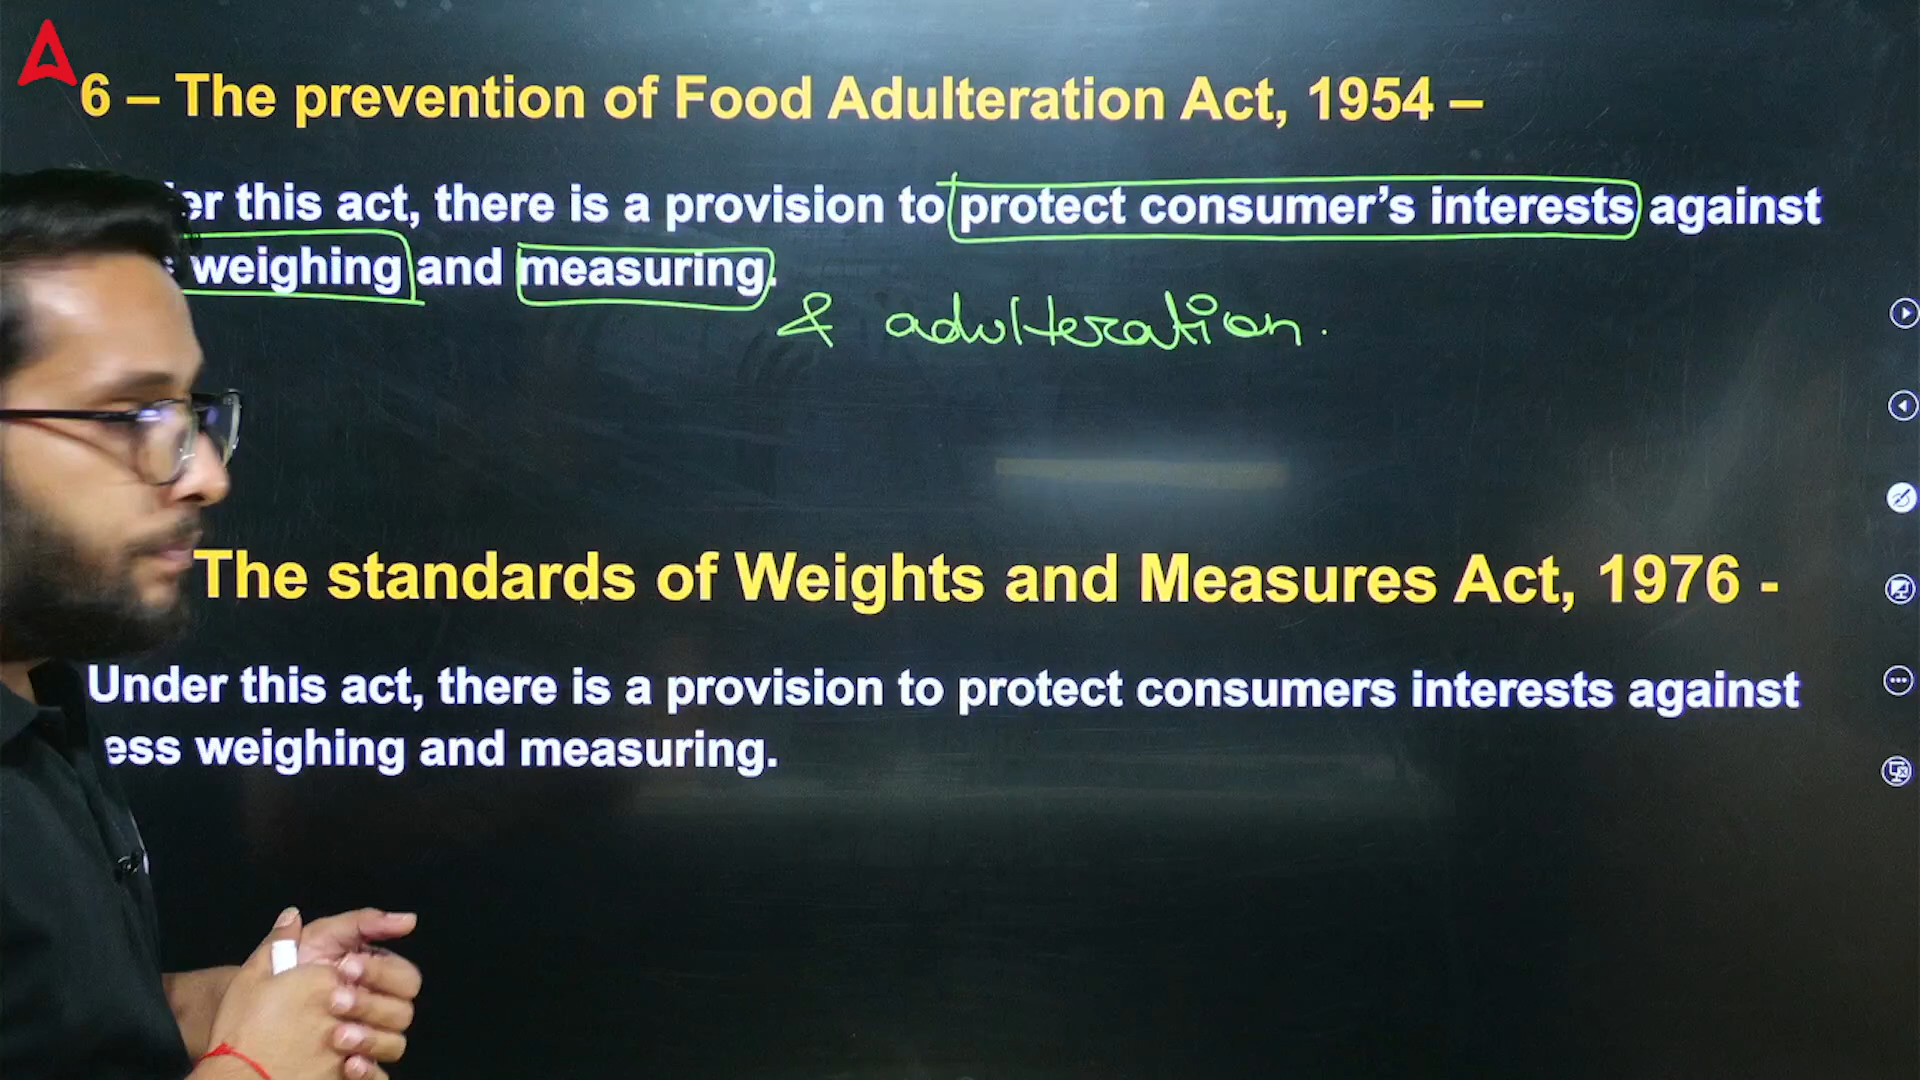 6 – The prevention of Food Adulteration Act, 1954 –
er this act, there is a provision to protect consumer's interests against
weighing and measuring.
& adulteration.
The standards of Weights and Measures Act, 1976 -
Under this act, there is a provision to protect consumers interests against
ess weighing and measuring.